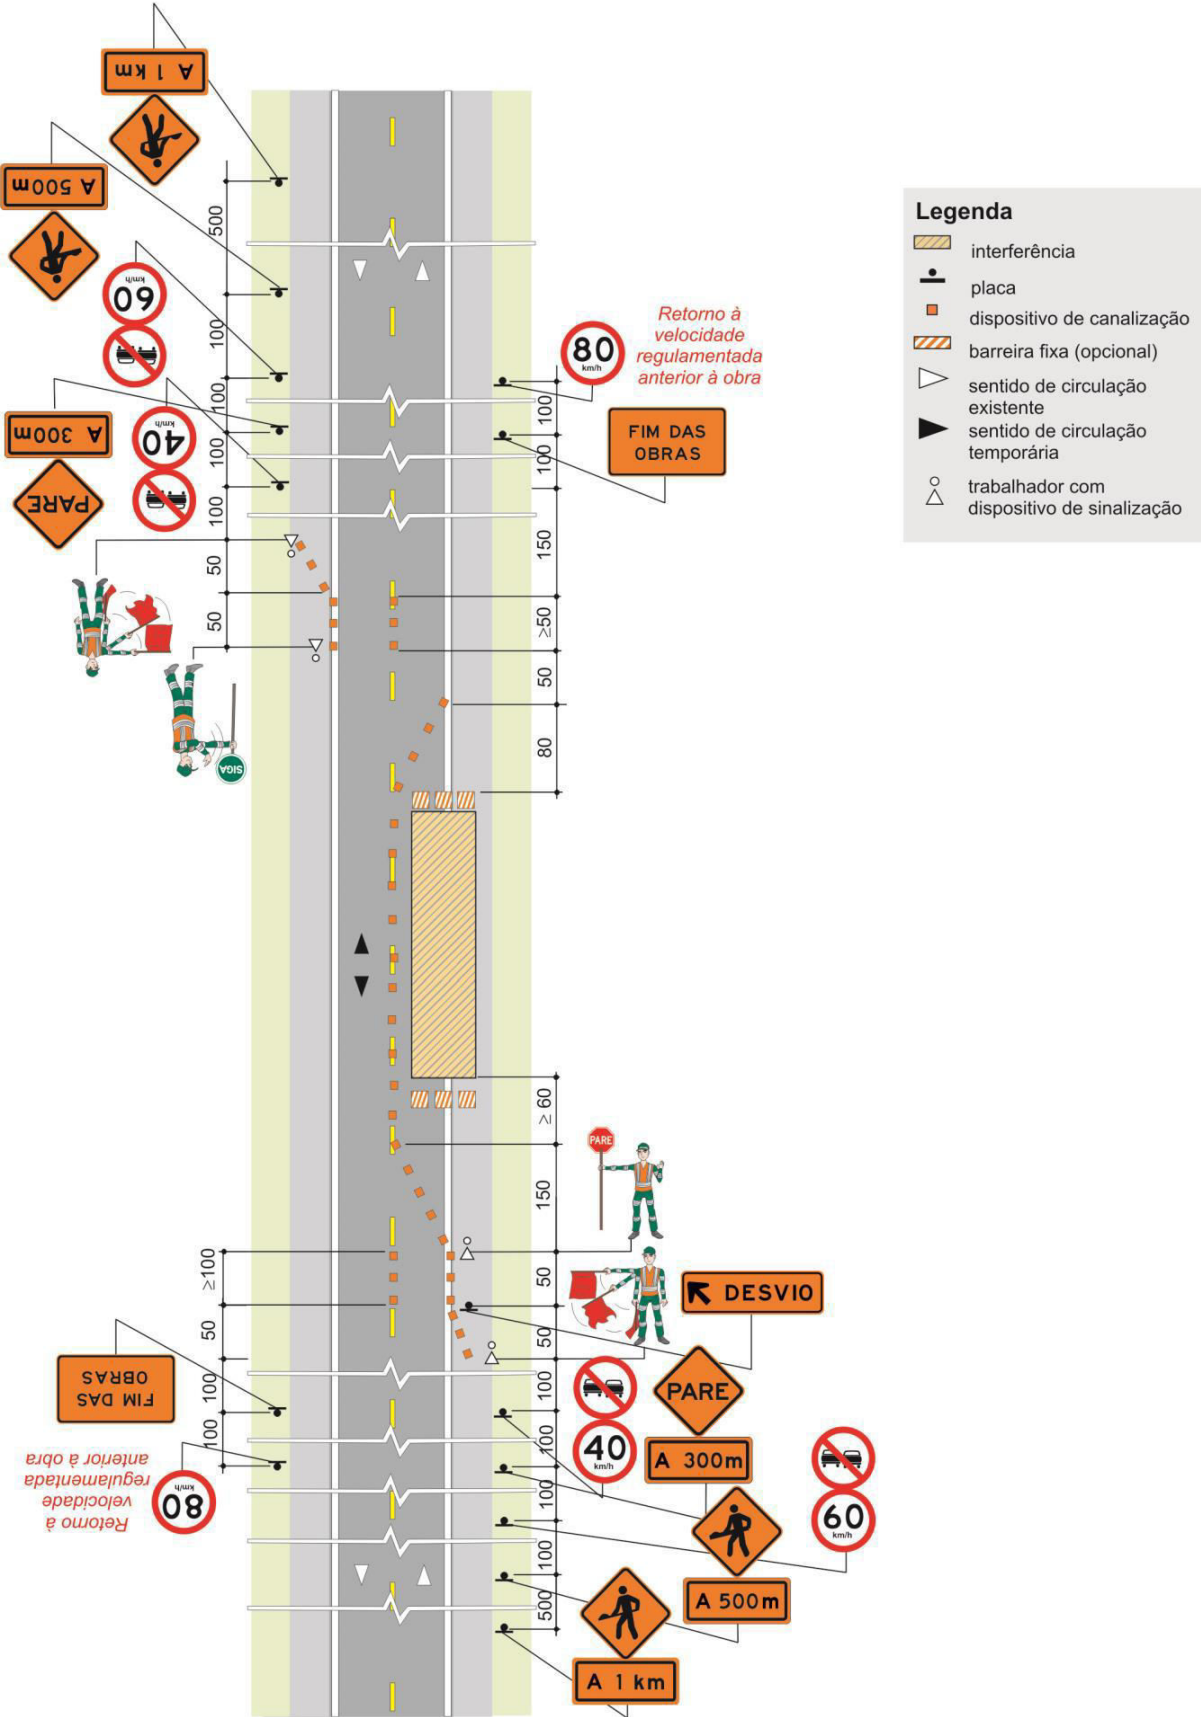 A 1 km
A 500m
60
km/h
A 300m
40
km/h
PARE
500
100
100
100
100
50
50
SIGA
80
km/h
Retorno à
velocidade
regulamentada
anterior à obra
FIM DAS
OBRAS
100
100
150
≥50
50
80
Legenda
interferência
placa
dispositivo de canalização
barreira fixa (opcional)
sentido de circulação
existente
sentido de circulação
temporária
trabalhador com
dispositivo de sinalização
≥ 60
150
50
50
100
100
100
100
500
PARE
DESVIO
PARE
A 300m
40
km/h
60
km/h
A 500m
A 1 km
≥100
50
100
100
FIM DAS
OBRAS
Retorno à
velocidade
regulamentada
anterior à obra
80
km/h